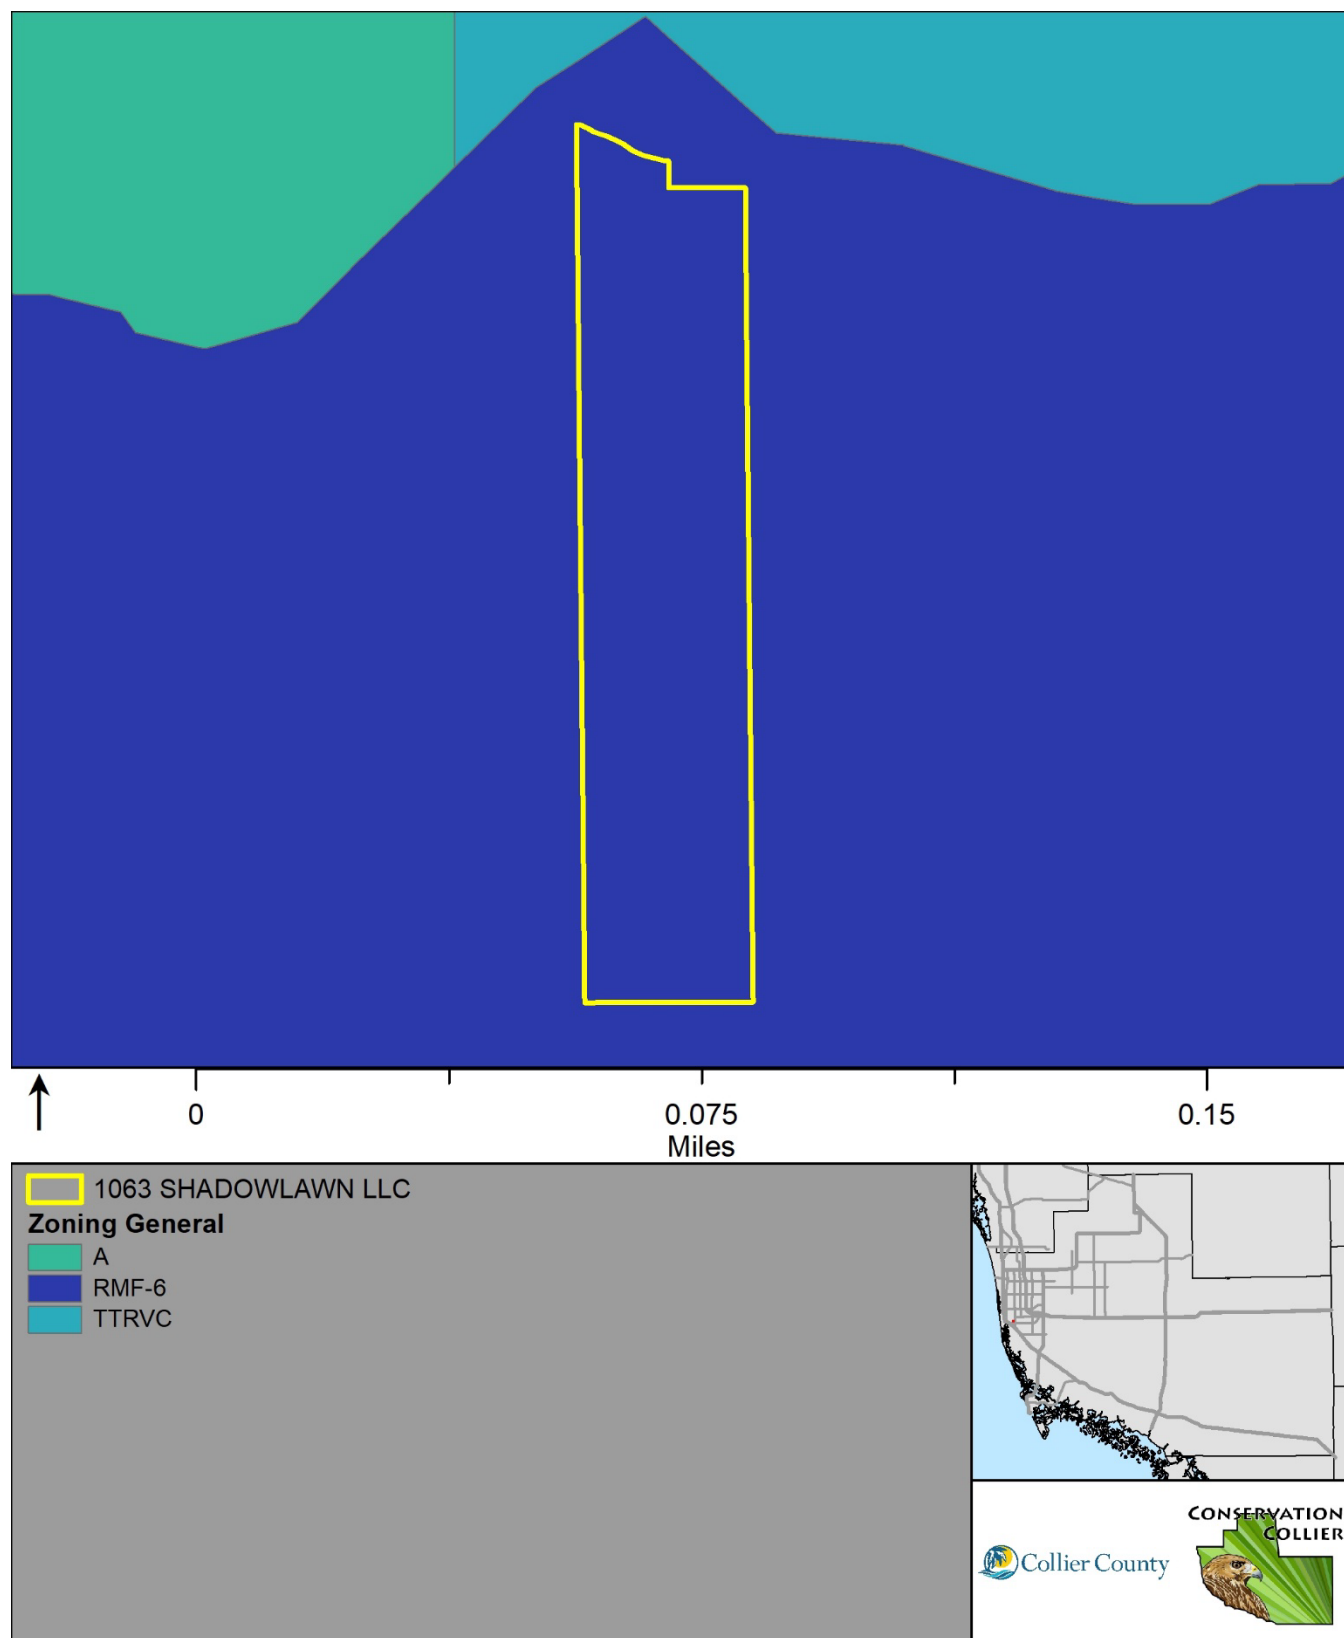 0 0.075 0.15
Miles
1063 SHADOWLAWN LLC
Zoning General
A
RMF-6
TTRVC
CONSERVATION
COLLIER
Collier County